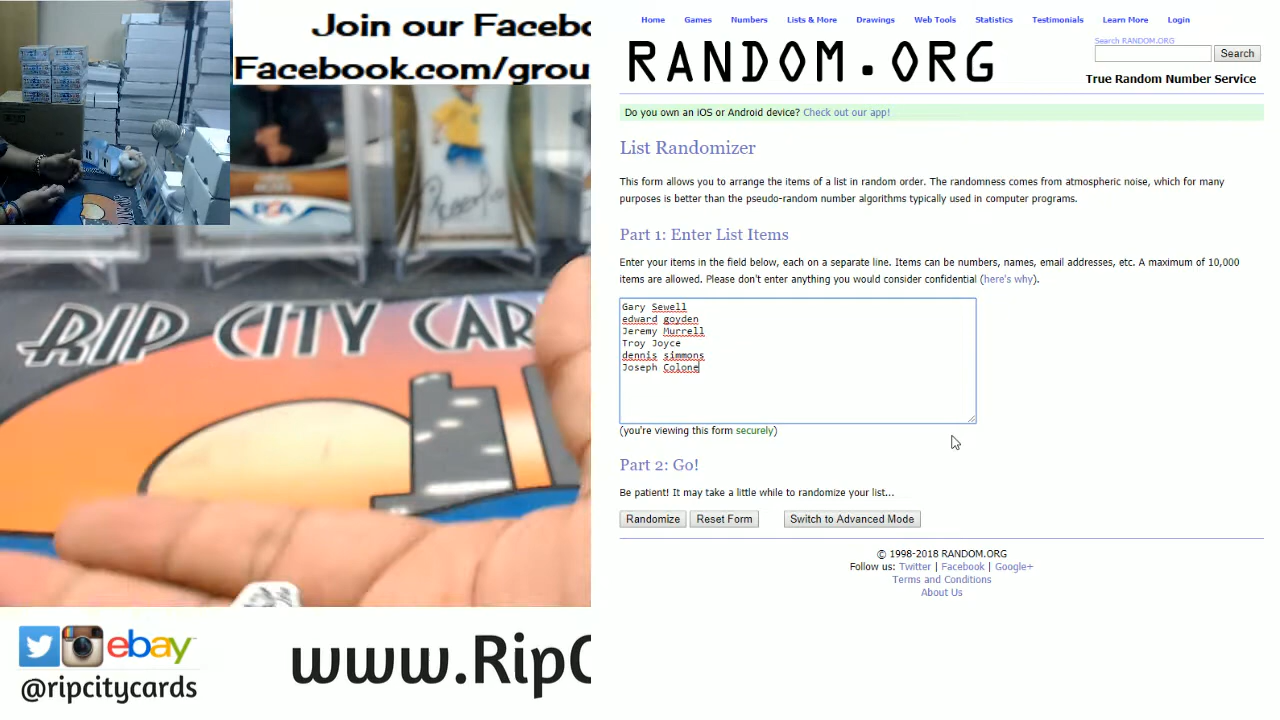 Join our Facebo
Facebook.com/grou
PSA
RIP CITY CAR
@ripcitycards
ebay
www.RipC
Home Games Numbers Lists & More Drawings Web Tools Statistics Testimonials Learn More Login
RANDOM.ORG
Search RANDOM.ORG
Search
True Random Number Service
Do you own an iOS or Android device? Check out our app!
List Randomizer
This form allows you to arrange the items of a list in random order. The randomness comes from atmospheric noise, which for many
purposes is better than the pseudo-random number algorithms typically used in computer programs.
Part 1: Enter List Items
Enter your items in the field below, each on a separate line. Items can be numbers, names, email addresses, etc. A maximum of 10,000
items are allowed. Please don't enter anything you would consider confidential (here's why).
Gary Sewell
edward goyden
Jeremy Murrell
Troy Joyce
dennis simmons
Joseph Colone
(you're viewing this form securely)
Part 2: Go!
Be patient! It may take a little while to randomize your list...
Randomize Reset Form Switch to Advanced Mode
© 1998-2018 RANDOM.ORG
Follow us: Twitter | Facebook | Google+
Terms and Conditions
About Us